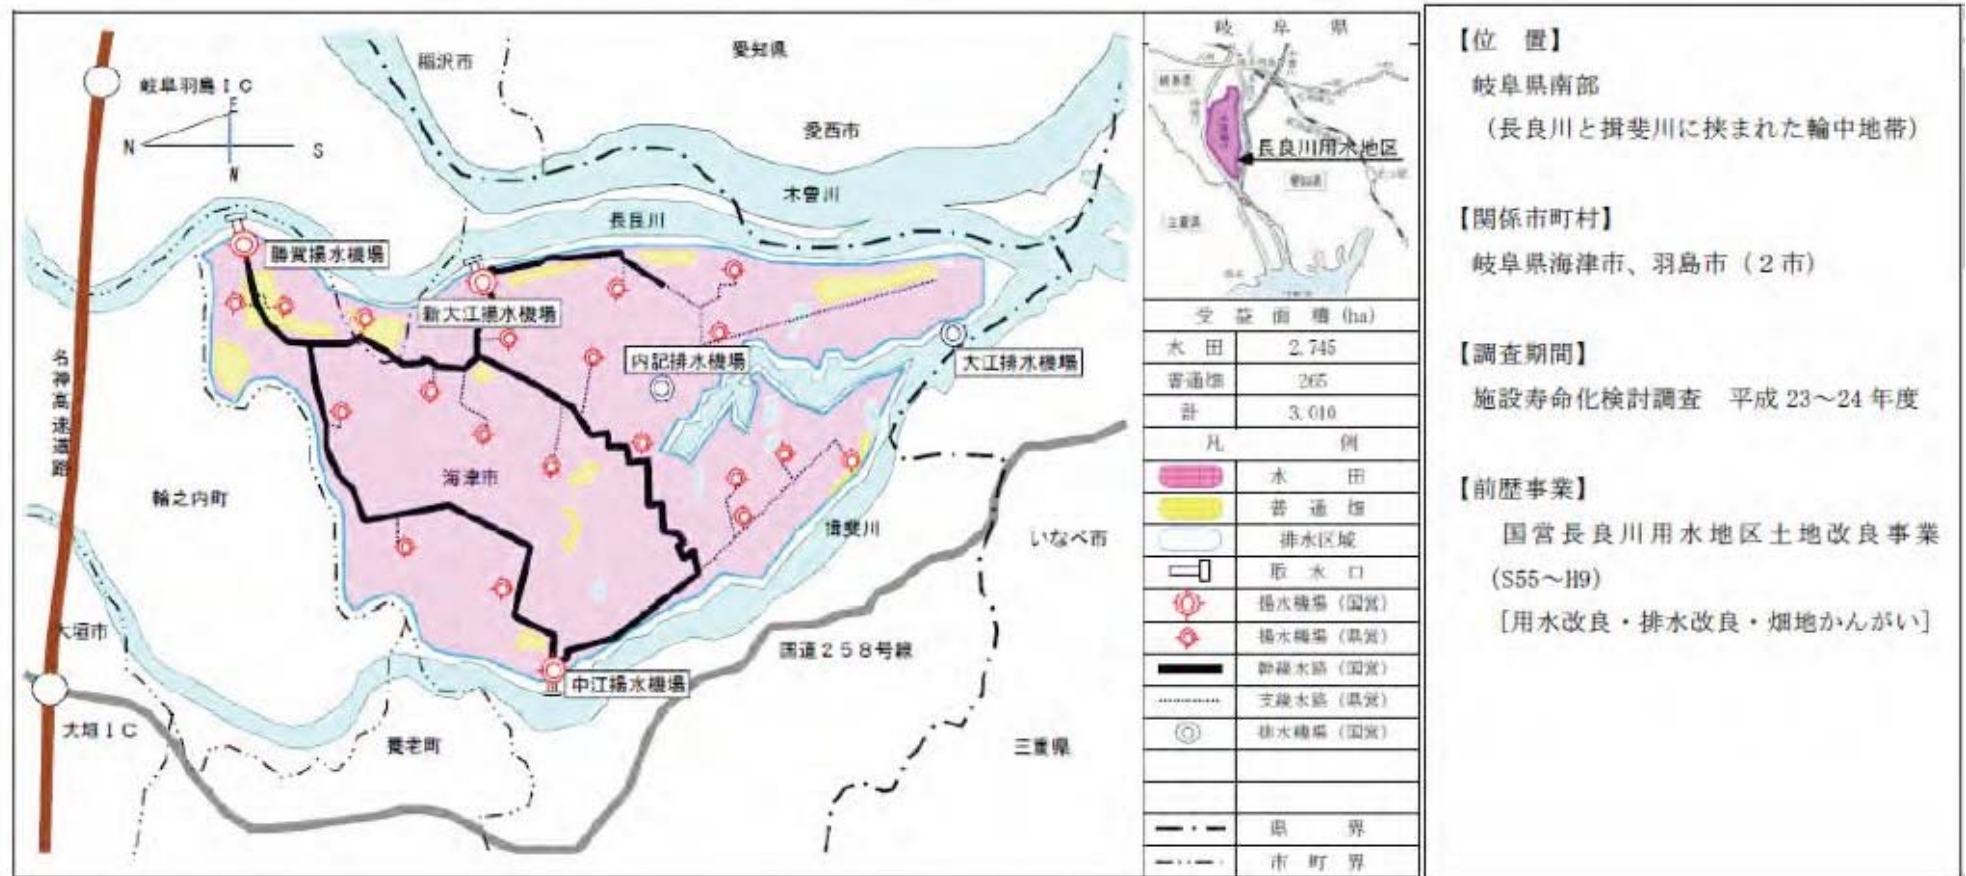 稲沢市
愛知県
岐阜羽島IC
E
N
S
N
愛西市
木曽川
長良川
勝賀揚水機場
新大江揚水機場
内記排水機場
大江排水機場
名神高速道路
海津市
輪之内町
揖斐川
いなべ市
大垣市
国道258号線
中江揚水機場
大垣IC
養老町
三重県
岐阜県
長良川用水地区
愛知県
三重県
受益面積(ha)
水田 2,745
普通畑 265
計 3,010
凡例
水田
普通畑
排水区域
取水口
揚水機場(国営)
揚水機場(県営)
幹線水路(国営)
支線水路(県営)
排水機場(国営)
県界
市町界
【位 置】
岐阜県南部
(長良川と揖斐川に挟まれた輪中地帯)
【関係市町村】
岐阜県海津市、羽島市(2市)
【調査期間】
施設寿命化検討調査 平成23~24年度
【前歴事業】
国営長良川用水地区土地改良事業
(S55~H9)
[用水改良・排水改良・畑地かんがい]